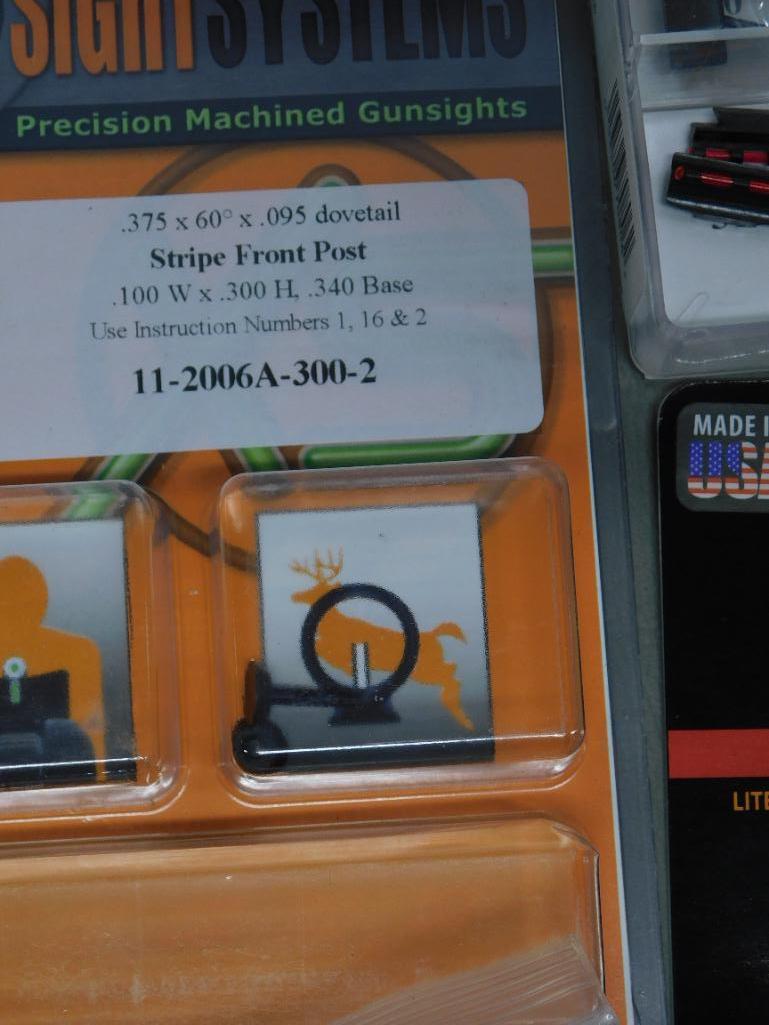 SIGHT SYSTEMS
Precision Machined Gunsights
.375 x 60° x .095 dovetail
Stripe Front Post
.100 W x .300 H, .340 Base
Use Instruction Numbers 1, 16 & 2
11-2006A-300-2
MADE I
USA
LITE